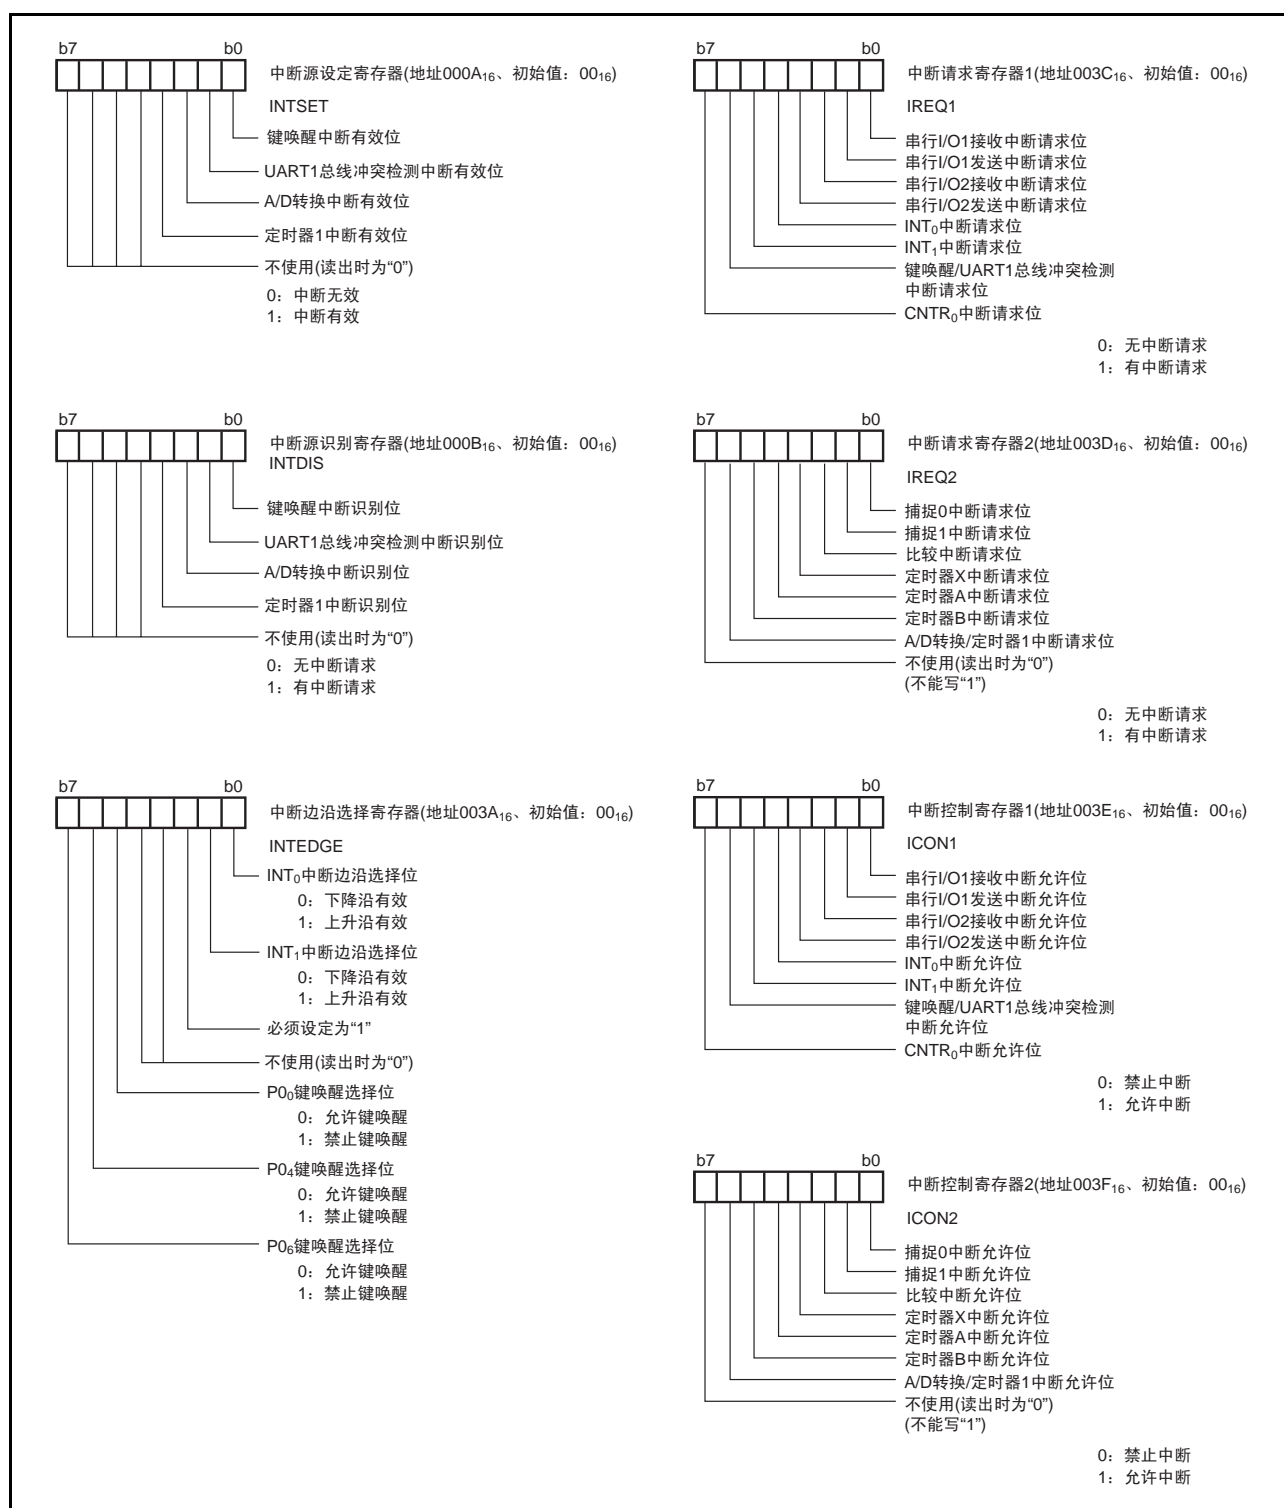 b7 b0
中断源设定寄存器(地址000A₁₆、初始值：00₁₆)
INTSET
键唤醒中断有效位
UART1总线冲突检测中断有效位
A/D转换中断有效位
定时器1中断有效位
不使用(读出时为“0”)
0：中断无效
1：中断有效
b7 b0
中断源识别寄存器(地址000B₁₆、初始值：00₁₆)
INTDIS
键唤醒中断识别位
UART1总线冲突检测中断识别位
A/D转换中断识别位
定时器1中断识别位
不使用(读出时为“0”)
0：无中断请求
1：有中断请求
b7 b0
中断边沿选择寄存器(地址003A₁₆、初始值：00₁₆)
INTEDGE
INT₀中断边沿选择位
0：下降沿有效
1：上升沿有效
INT₁中断边沿选择位
0：下降沿有效
1：上升沿有效
必须设定为“1”
不使用(读出时为“0”)
P0₀键唤醒选择位
0：允许键唤醒
1：禁止键唤醒
P0₄键唤醒选择位
0：允许键唤醒
1：禁止键唤醒
P0₆键唤醒选择位
0：允许键唤醒
1：禁止键唤醒
b7 b0
中断请求寄存器1(地址003C₁₆、初始值：00₁₆)
IREQ1
串行I/O1接收中断请求位
串行I/O1发送中断请求位
串行I/O2接收中断请求位
串行I/O2发送中断请求位
INT₀中断请求位
INT₁中断请求位
键唤醒/UART1总线冲突检测
中断请求位
CNTR₀中断请求位
0：无中断请求
1：有中断请求
b7 b0
中断请求寄存器2(地址003D₁₆、初始值：00₁₆)
IREQ2
捕捉0中断请求位
捕捉1中断请求位
比较中断请求位
定时器X中断请求位
定时器A中断请求位
定时器B中断请求位
A/D转换/定时器1中断请求位
不使用(读出时为“0”)
(不能写“1”)
0：无中断请求
1：有中断请求
b7 b0
中断控制寄存器1(地址003E₁₆、初始值：00₁₆)
ICON1
串行I/O1接收中断允许位
串行I/O1发送中断允许位
串行I/O2接收中断允许位
串行I/O2发送中断允许位
INT₀中断允许位
INT₁中断允许位
键唤醒/UART1总线冲突检测
中断允许位
CNTR₀中断允许位
0：禁止中断
1：允许中断
b7 b0
中断控制寄存器2(地址003F₁₆、初始值：00₁₆)
ICON2
捕捉0中断允许位
捕捉1中断允许位
比较中断允许位
定时器X中断允许位
定时器A中断允许位
定时器B中断允许位
A/D转换/定时器1中断允许位
不使用(读出时为“0”)
(不能写“1”)
0：禁止中断
1：允许中断